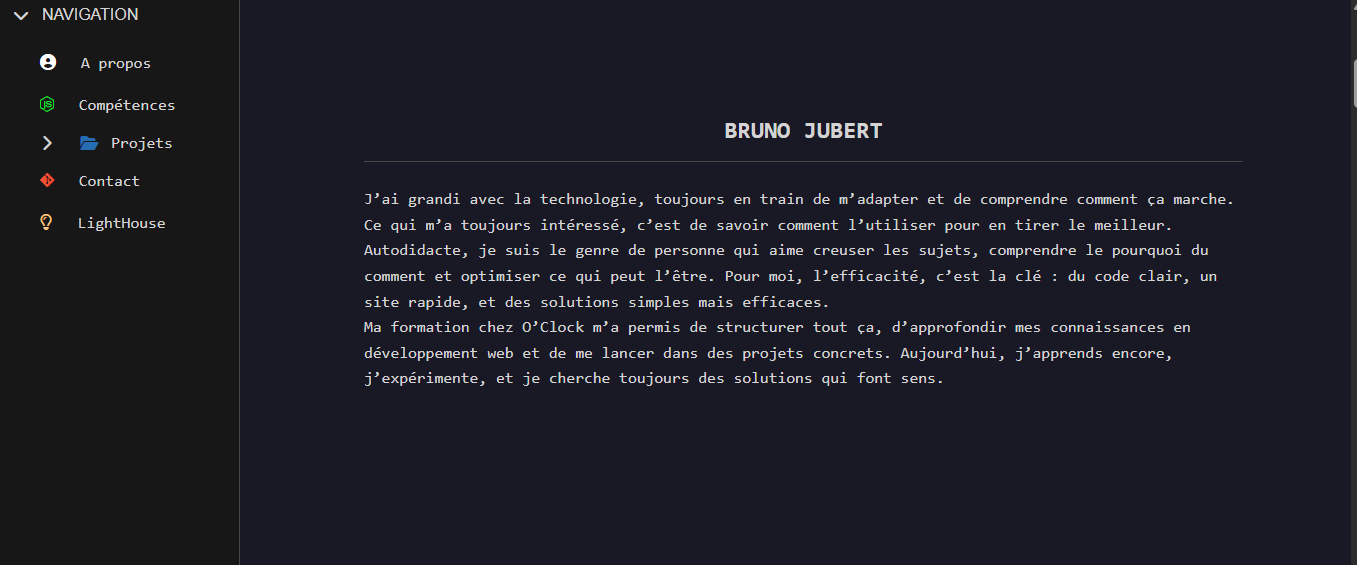 NAVIGATION
A propos
Compétences
Projets
Contact
LightHouse
BRUNO JUBERT
J’ai grandi avec la technologie, toujours en train de m’adapter et de comprendre comment ça marche.
Ce qui m’a toujours intéressé, c’est de savoir comment l’utiliser pour en tirer le meilleur.
Autodidacte, je suis le genre de personne qui aime creuser les sujets, comprendre le pourquoi du
comment et optimiser ce qui peut l’être. Pour moi, l’efficacité, c’est la clé : du code clair, un
site rapide, et des solutions simples mais efficaces.
Ma formation chez O’Clock m’a permis de structurer tout ça, d’approfondir mes connaissances en
développement web et de me lancer dans des projets concrets. Aujourd’hui, j’apprends encore,
j’expérimente, et je cherche toujours des solutions qui font sens.